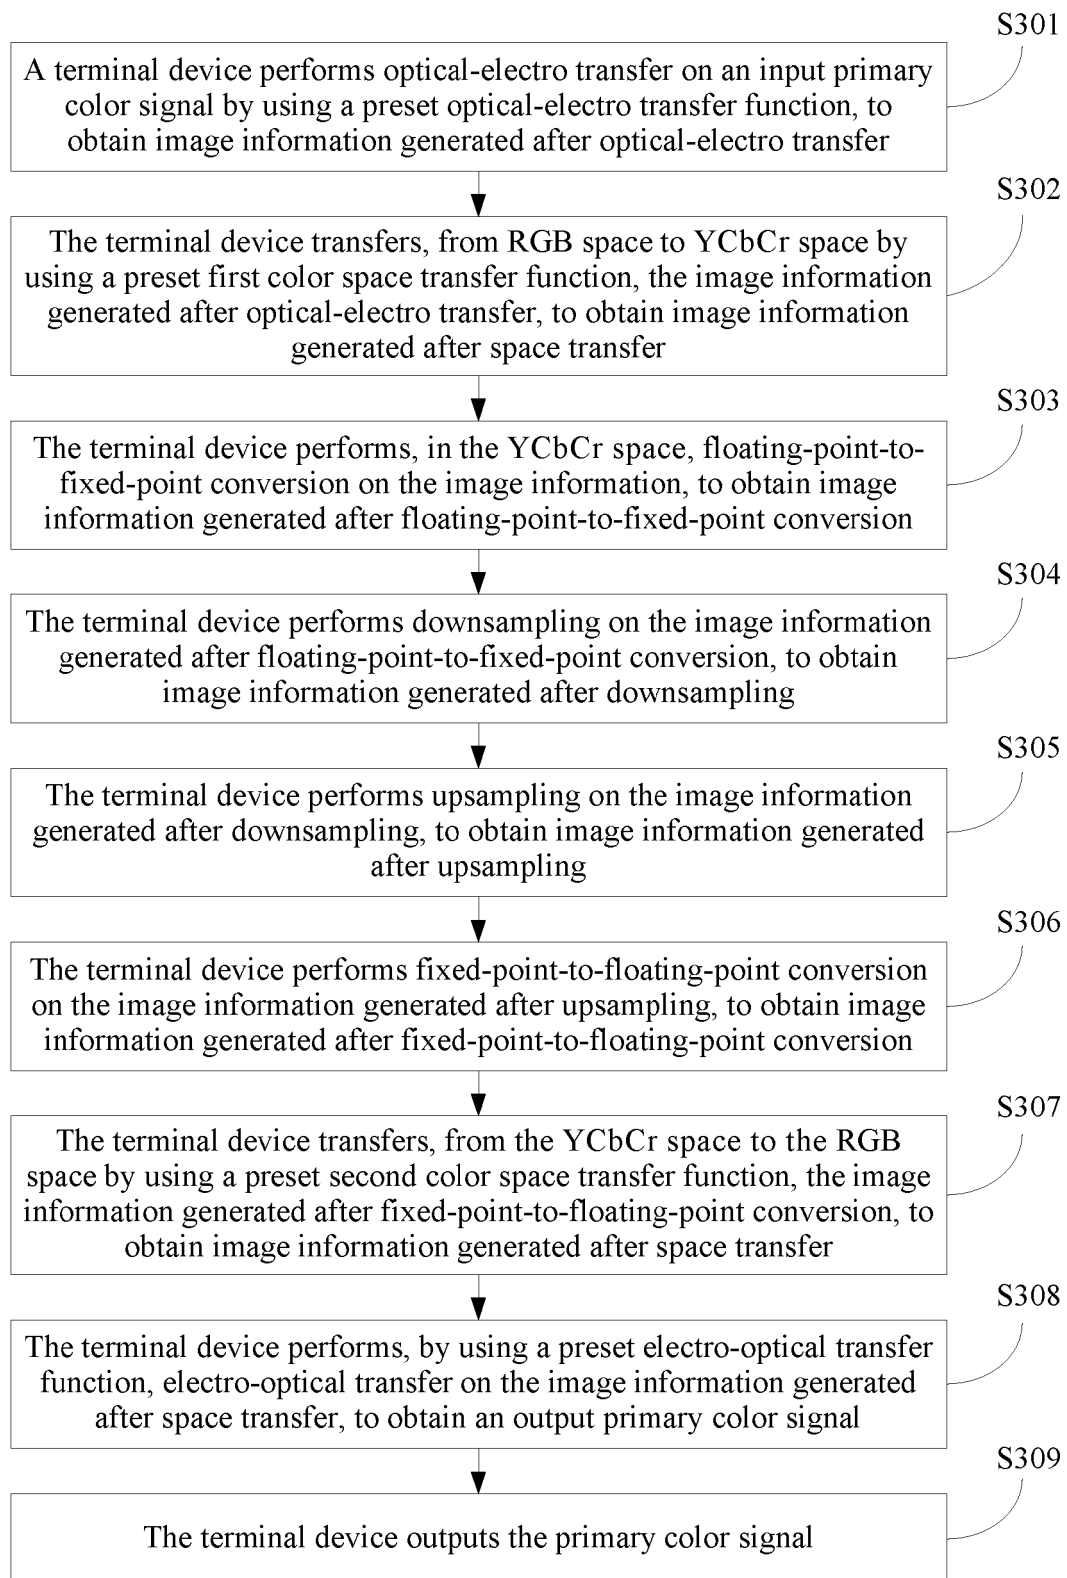 S301
A terminal device performs optical-electro transfer on an input primary
color signal by using a preset optical-electro transfer function, to
obtain image information generated after optical-electro transfer
S302
The terminal device transfers, from RGB space to YCbCr space by
using a preset first color space transfer function, the image information
generated after optical-electro transfer, to obtain image information
generated after space transfer
S303
The terminal device performs, in the YCbCr space, floating-point-to-
fixed-point conversion on the image information, to obtain image
information generated after floating-point-to-fixed-point conversion
S304
The terminal device performs downsampling on the image information
generated after floating-point-to-fixed-point conversion, to obtain
image information generated after downsampling
S305
The terminal device performs upsampling on the image information
generated after downsampling, to obtain image information generated
after upsampling
S306
The terminal device performs fixed-point-to-floating-point conversion
on the image information generated after upsampling, to obtain image
information generated after fixed-point-to-floating-point conversion
S307
The terminal device transfers, from the YCbCr space to the RGB
space by using a preset second color space transfer function, the image
information generated after fixed-point-to-floating-point conversion, to
obtain image information generated after space transfer
S308
The terminal device performs, by using a preset electro-optical transfer
function, electro-optical transfer on the image information generated
after space transfer, to obtain an output primary color signal
S309
The terminal device outputs the primary color signal